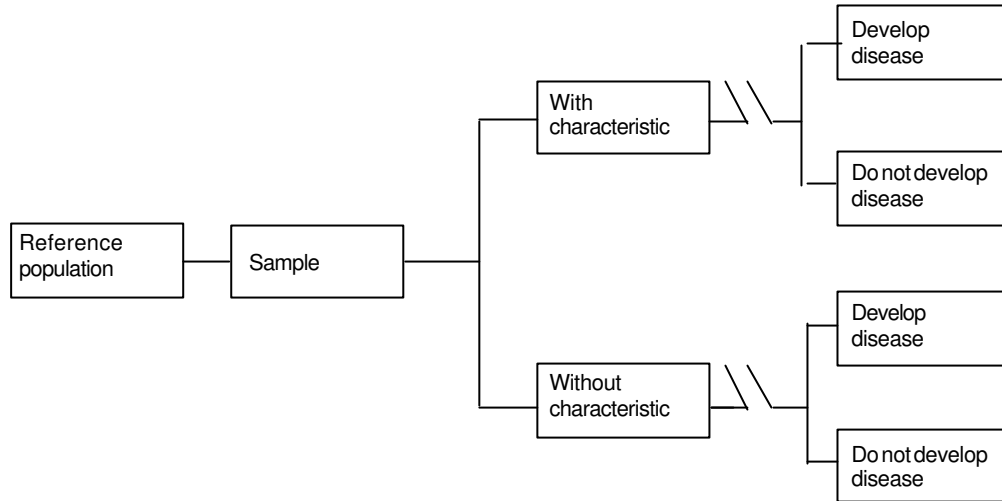 Reference
population
Sample
With
characteristic
Without
characteristic
Develop
disease
Do not develop
disease
Develop
disease
Do not develop
disease